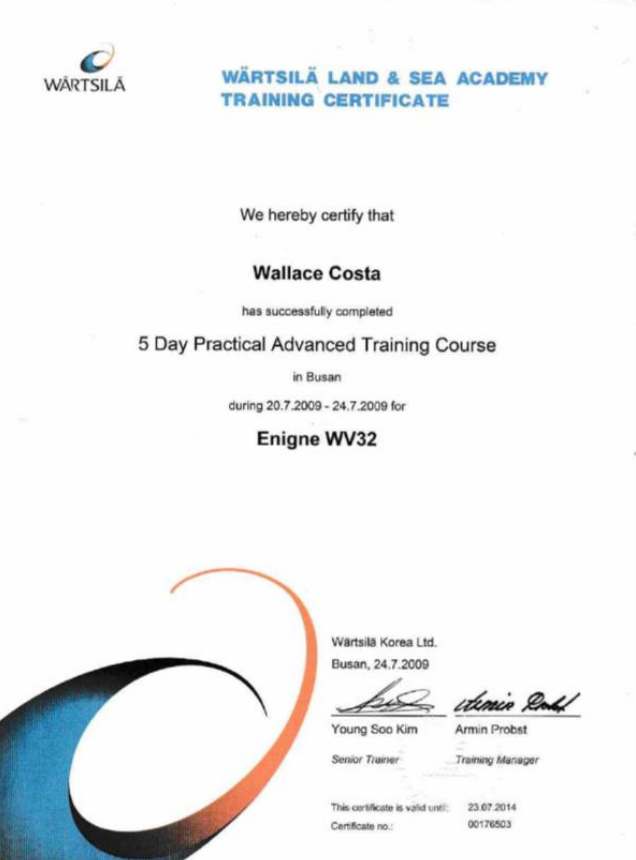 WÄRTSILÄ
WÄRTSILÄ LAND & SEA ACADEMY
TRAINING CERTIFICATE
We hereby certify that
Wallace Costa
has successfully completed
5 Day Practical Advanced Training Course
in Busan
during 20.7.2009 - 24.7.2009 for
Enigne WV32
Wärtsilä Korea Ltd.
Busan, 24.7.2009
Young Soo Kim Armin Probst
Senior Trainer Training Manager
This certificate is valid until: 23.07.2014
Certificate no.: 00176503